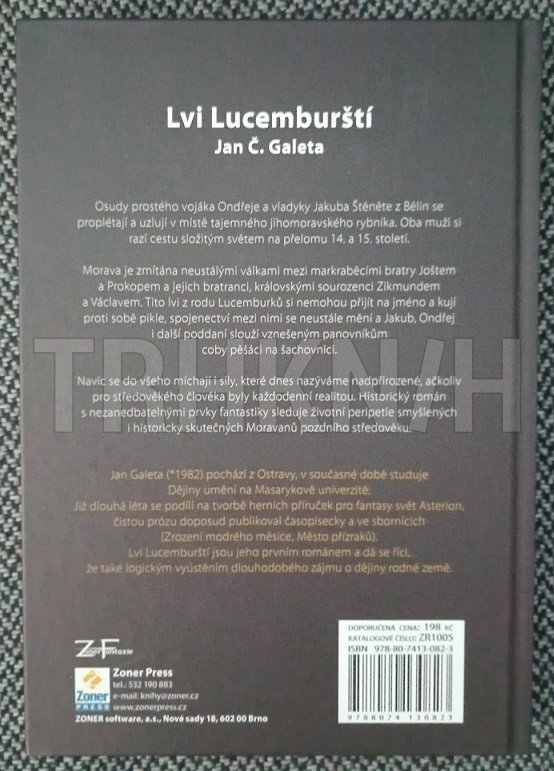 Lvi Lucemburští
Jan Č. Galeta
Osudy prostého vojáka Ondřeje a vladyky Jakuba Štěněte z Bělin se
proplétají a uzlují v místě tajemného jihomoravského rybníka. Oba muži si
razí cestu složitým světem na přelomu 14. a 15. století.
Morava je zmítána neustálými válkami mezi markraběcími bratry Joštem
a Prokopem a jejich bratranci, královskými sourozenci Zikmundem
a Václavem. Tito lvi z rodu Lucemburků si nemohou přijít na jméno a kují
proti sobě pikle, spojenectví mezi nimi se neustále mění a Jakub, Ondřej
i další poddaní slouží vznešeným panovníkům
coby pěšáci na šachovnici.
TRHKNIH
Navíc se do všeho míchají i síly, které dnes nazýváme nadpřirozené, ačkoliv
pro středověkého člověka byly každodenní realitou. Historický román
s nezanedbatelnými prvky fantastiky sleduje životní peripetie smyšlených
i historicky skutečných Moravanů pozdního středověku.
Jan Galeta (*1982) pochází z Ostravy, v současné době studuje
Dějiny umění na Masarykově univerzitě.
Již dlouhá léta se podílí na tvorbě herních příruček pro fantasy svět Asterion,
čistou prózu doposud publikoval časopisecky a ve sbornících
(Zrození modrého měsíce, Město přízraků).
Lvi Lucemburští jsou jeho prvním románem a dá se říci,
že také logickým vyústěním dlouhodobého zájmu o dějiny rodné země.
DOPORUČENÁ CENA: 198 KČ
KATALOGOVÉ ČÍSLO: ZR1005
ISBN 978-80-7413-082-3
9 788074 130823
ZF
Zoner Fantazie
Zoner
PRESS
Zoner Press
tel.: 532 190 883
e-mail: knihy@zoner.cz
www.zonerpress.cz
ZONER software, a.s., Nové sady 18, 602 00 Brno